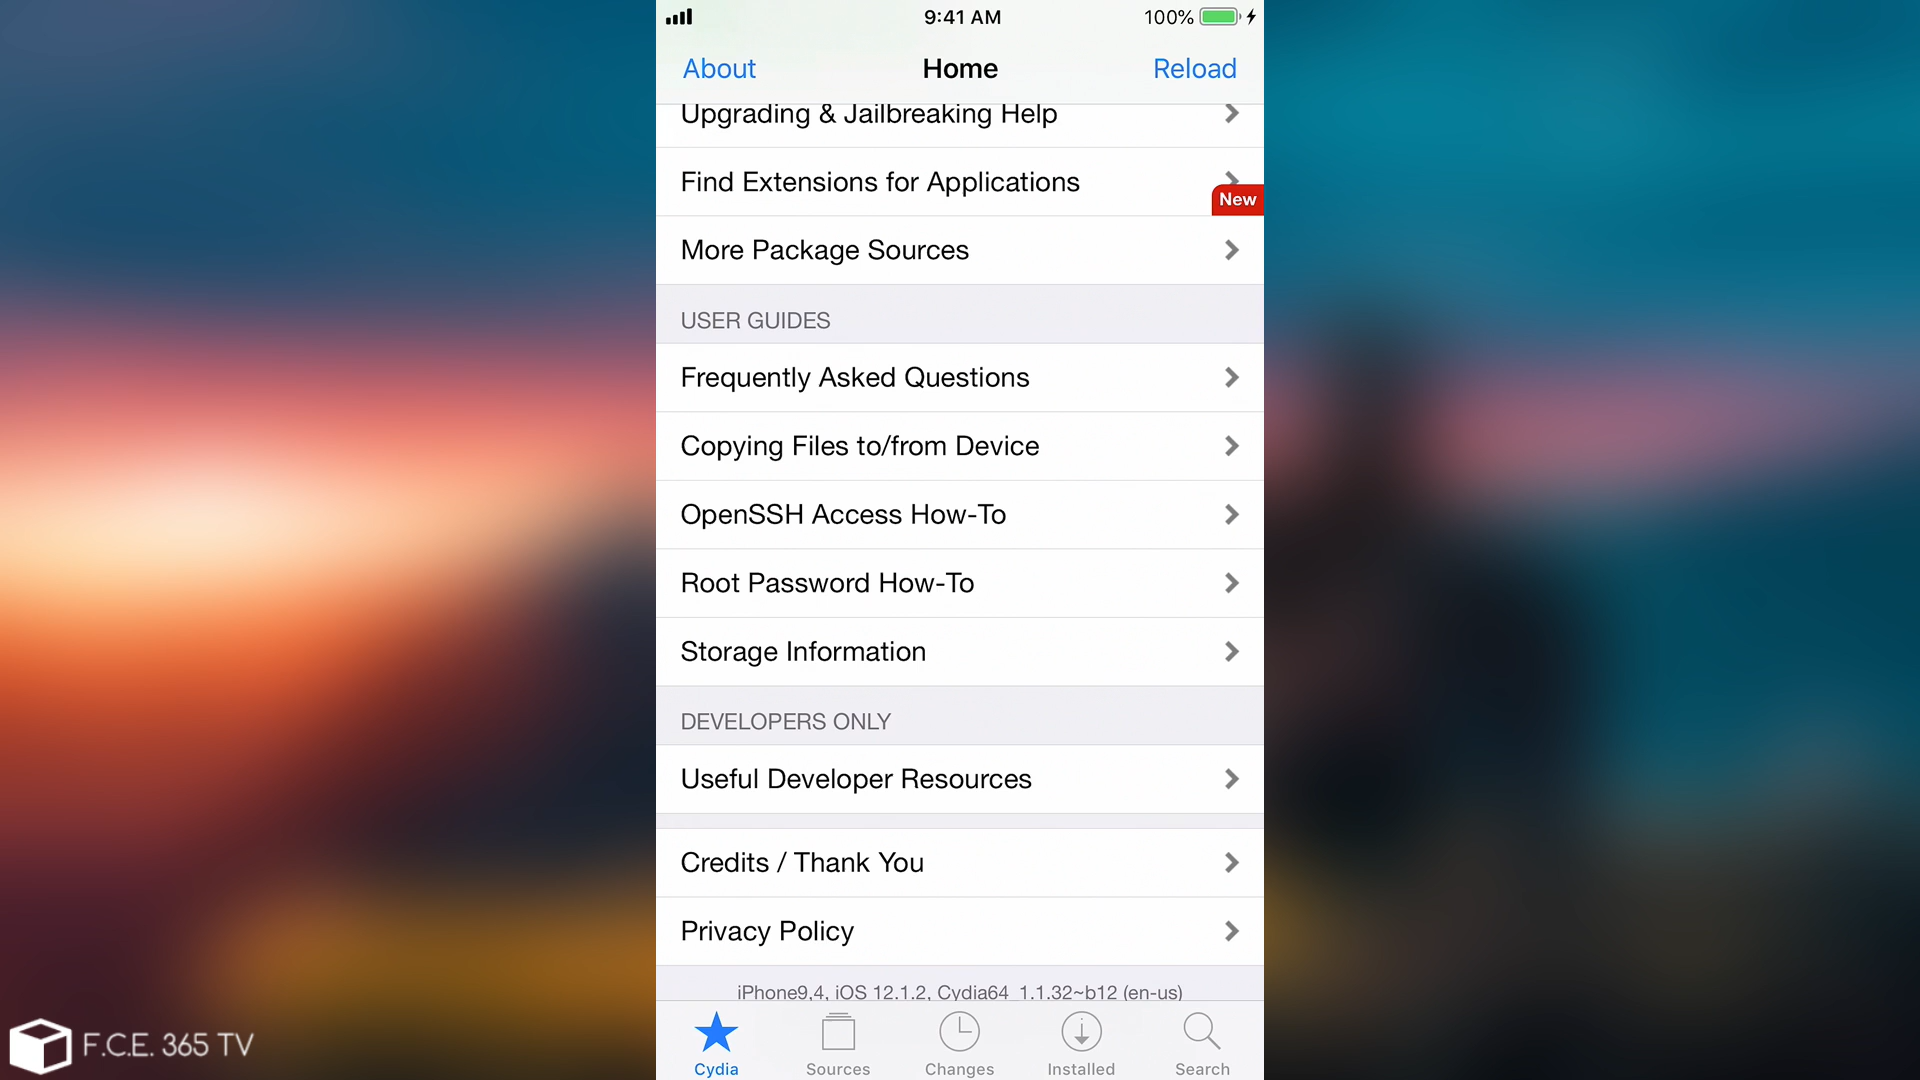 9:41 AM
100%
About
Home
Reload
Upgrading & Jailbreaking Help
Find Extensions for Applications
New
More Package Sources
USER GUIDES
Frequently Asked Questions
Copying Files to/from Device
OpenSSH Access How-To
Root Password How-To
Storage Information
DEVELOPERS ONLY
Useful Developer Resources
Credits / Thank You
Privacy Policy
iPhone9,4, iOS 12.1.2, Cydia64 1.1.32~b12 (en-us)
Cydia
Sources
Changes
Installed
Search
F.C.E. 365 TV